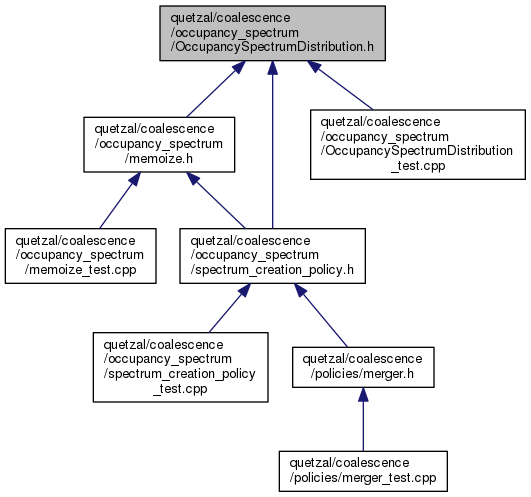 quetzal/coalescence
/occupancy_spectrum
/OccupancySpectrumDistribution.h
quetzal/coalescence
/occupancy_spectrum
/memoize.h
quetzal/coalescence
/occupancy_spectrum
/OccupancySpectrumDistribution
_test.cpp
quetzal/coalescence
/occupancy_spectrum
/memoize_test.cpp
quetzal/coalescence
/occupancy_spectrum
/spectrum_creation_policy.h
quetzal/coalescence
/occupancy_spectrum
/spectrum_creation_policy
_test.cpp
quetzal/coalescence
/policies/merger.h
quetzal/coalescence
/policies/merger_test.cpp